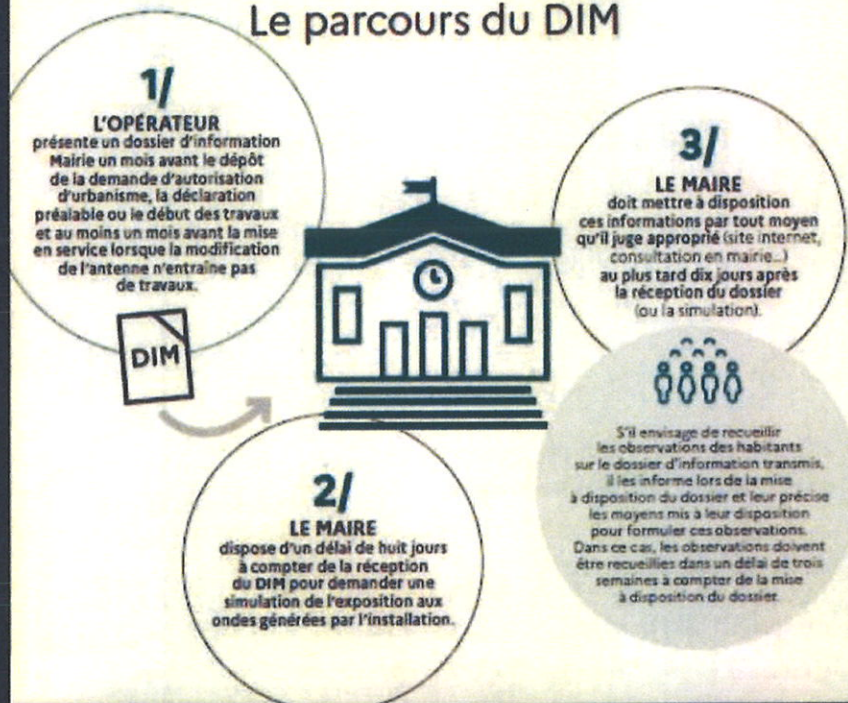 Le parcours du DIM
1/
L'OPÉRATEUR
présente un dossier d'information
Mairie un mois avant le dépôt
de la demande d'autorisation
d'urbanisme, la déclaration
préalable ou le début des travaux
et au moins un mois avant la mise
en service lorsque la modification
de l'antenne n'entraîne pas
de travaux.
DIM
2/
LE MAIRE
dispose d'un délai de huit jours
à compter de la réception
du DIM pour demander une
simulation de l'exposition aux
ondes générées par l'installation.
3/
LE MAIRE
doit mettre à disposition
ces informations par tout moyen
qu'il juge approprié (site internet,
consultation en mairie...)
au plus tard dix jours après
la réception du dossier
(ou la simulation).
S'il envisage de recueillir
les observations des habitants
sur le dossier d'information transmis,
il les informe lors de la mise
à disposition du dossier et leur précise
les moyens mis à leur disposition
pour formuler ces observations.
Dans ce cas, les observations doivent
être recueillies dans un délai de trois
semaines à compter de la mise
à disposition du dossier.